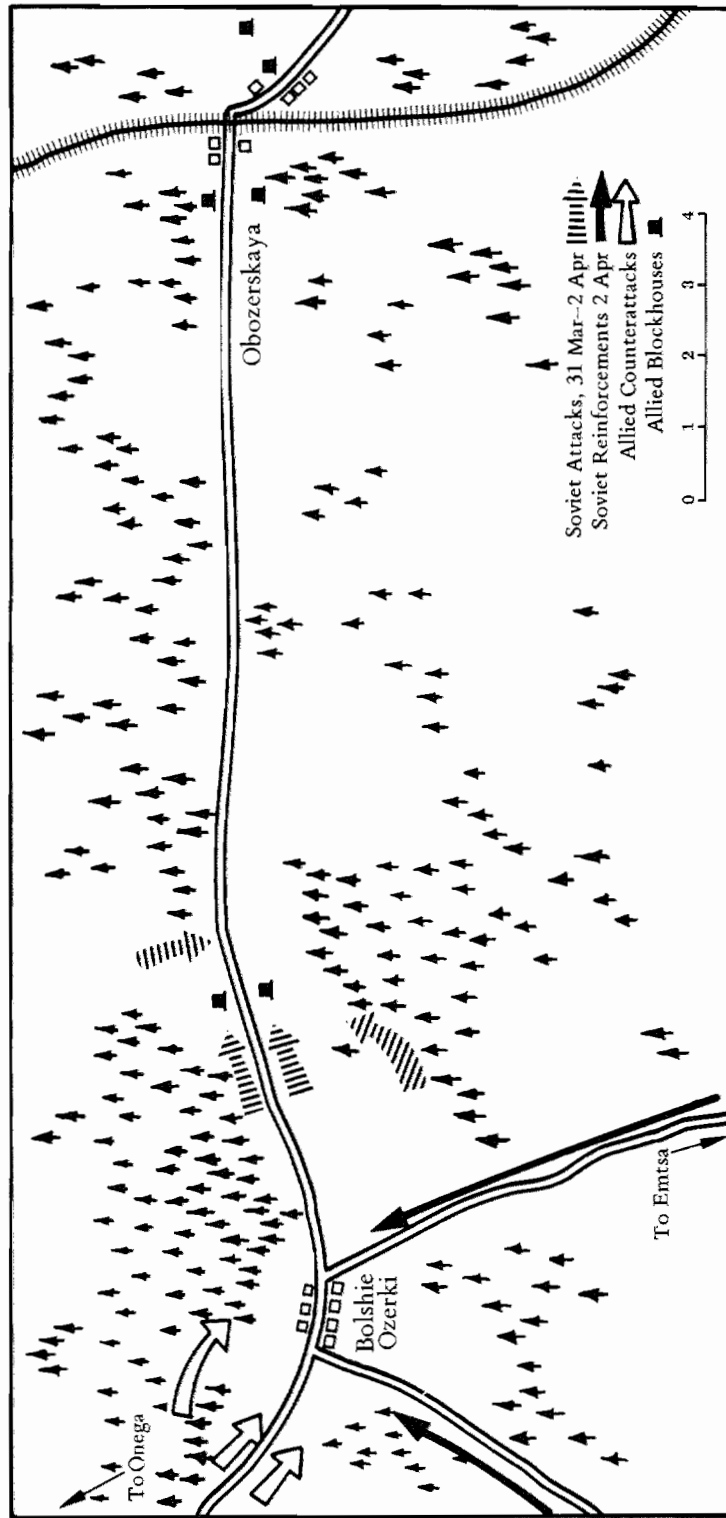 To Onega
Bolshie
Ozerki
To Emtsa
Obozerskaya
Soviet Attacks, 31 Mar–2 Apr
Soviet Reinforcements 2 Apr
Allied Counterattacks
Allied Blockhouses
0 1 2 3 4